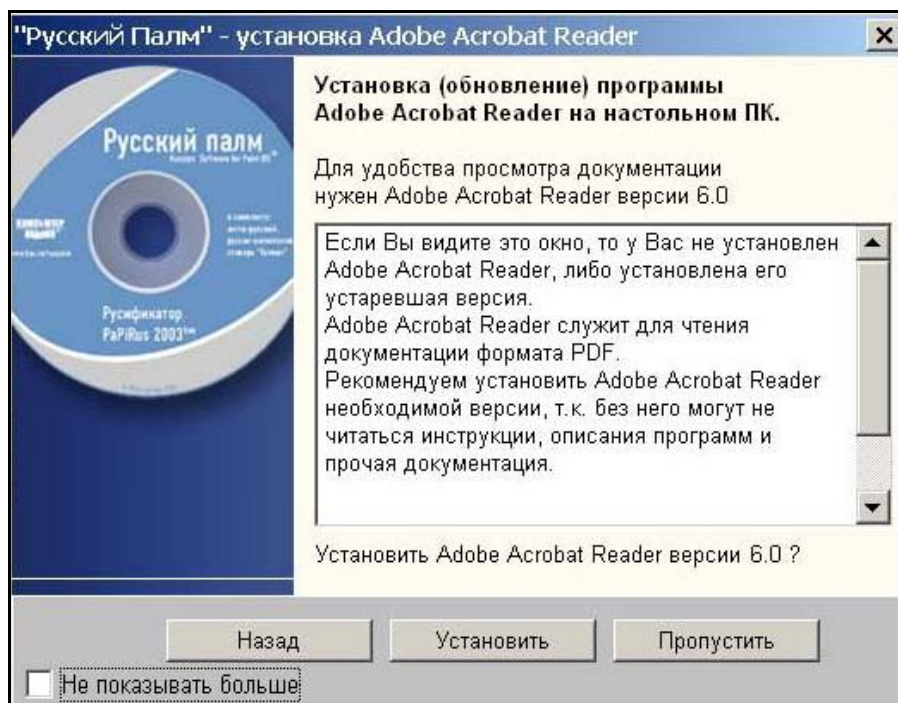 "Русский Палм" - установка Adobe Acrobat Reader
Русский палм
Русификатор
PaPiRus 2003
Установка (обновление) программы
Adobe Acrobat Reader на настольном ПК.
Для удобства просмотра документации
нужен Adobe Acrobat Reader версии 6.0
Если Вы видите это окно, то у Вас не установлен
Adobe Acrobat Reader, либо установлена его
устаревшая версия.
Adobe Acrobat Reader служит для чтения
документации формата PDF.
Рекомендуем установить Adobe Acrobat Reader
необходимой версии, т.к. без него могут не
читаться инструкции, описания программ и
прочая документация.
Установить Adobe Acrobat Reader версии 6.0 ?
Назад
Установить
Пропустить
Не показывать больше